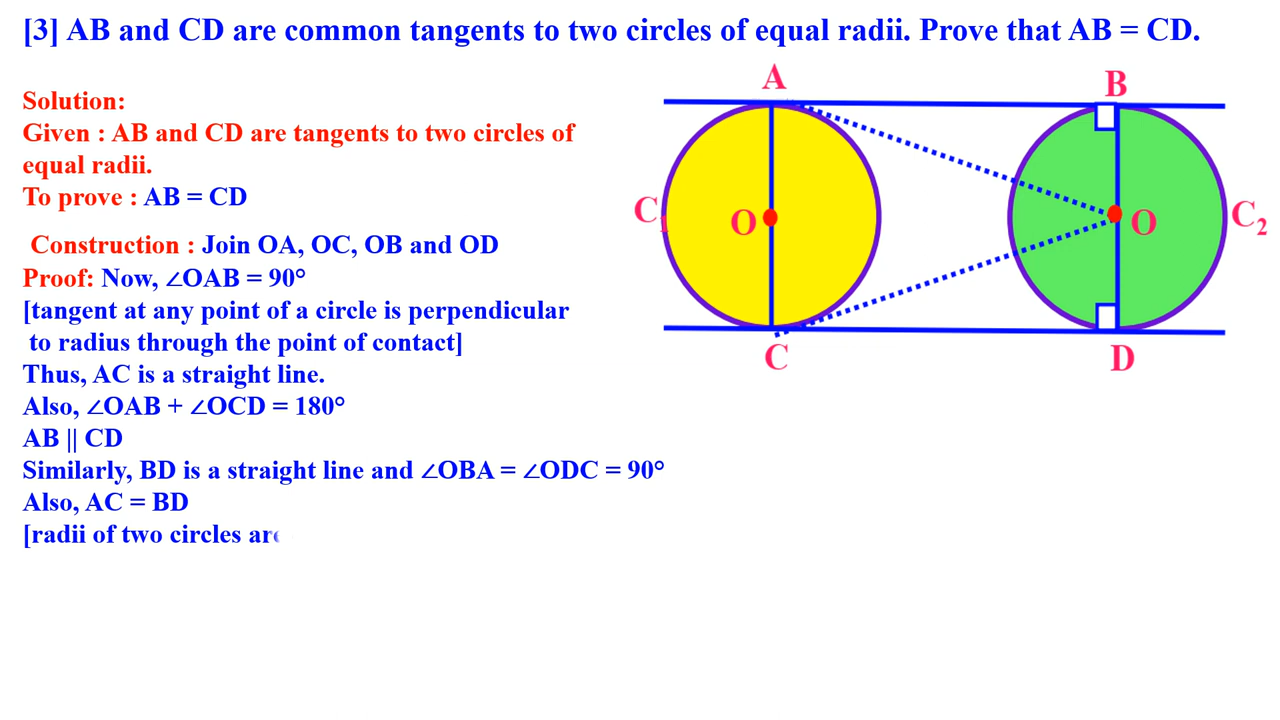 [3] AB and CD are common tangents to two circles of equal radii. Prove that AB = CD.
Solution:
Given : AB and CD are tangents to two circles of
equal radii.
To prove : AB = CD
Construction : Join OA, OC, OB and OD
Proof: Now, ∠OAB = 90°
[tangent at any point of a circle is perpendicular
to radius through the point of contact]
Thus, AC is a straight line.
Also, ∠OAB + ∠OCD = 180°
AB || CD
Similarly, BD is a straight line and ∠OBA = ∠ODC = 90°
Also, AC = BD
[radii of two circles
A
B
C₁
O
O
C₂
C
D